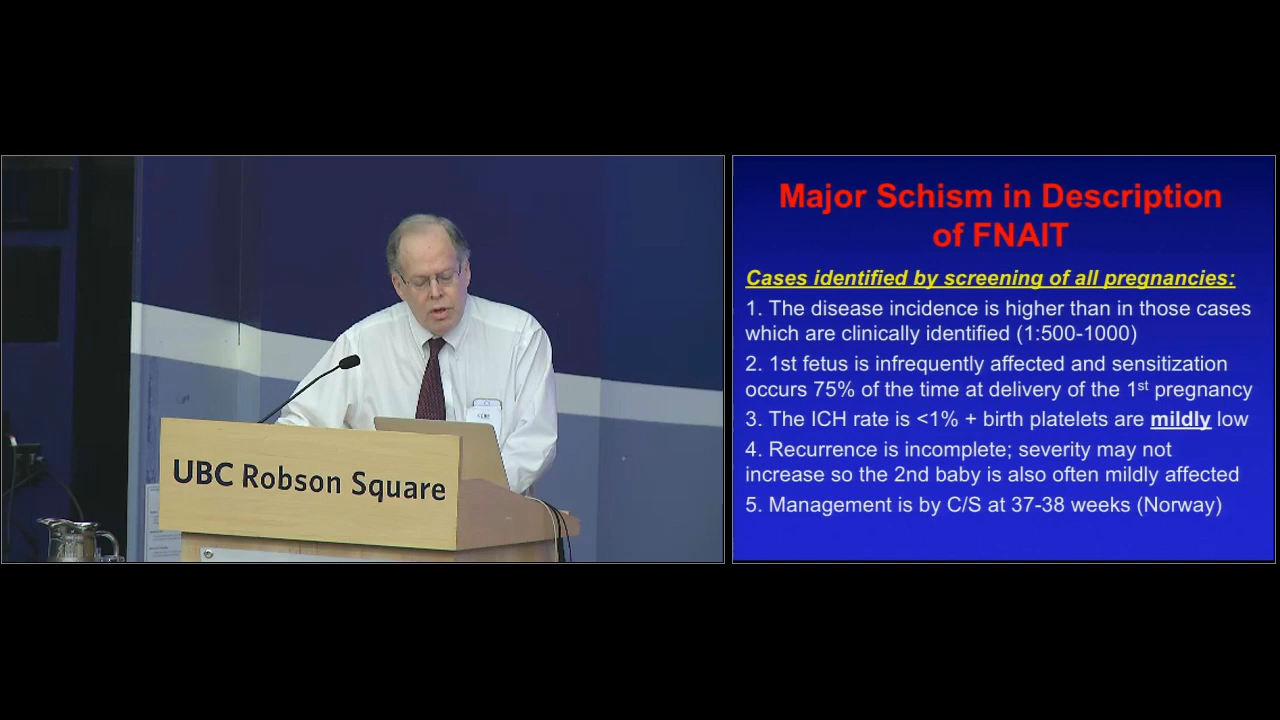 UBC Robson Square
Major Schism in Description
of FNAIT
Cases identified by screening of all pregnancies:
1. The disease incidence is higher than in those cases
which are clinically identified (1:500-1000)
2. 1st fetus is infrequently affected and sensitization
occurs 75% of the time at delivery of the 1st pregnancy
3. The ICH rate is <1% + birth platelets are mildly low
4. Recurrence is incomplete; severity may not
increase so the 2nd baby is also often mildly affected
5. Management is by C/S at 37-38 weeks (Norway)